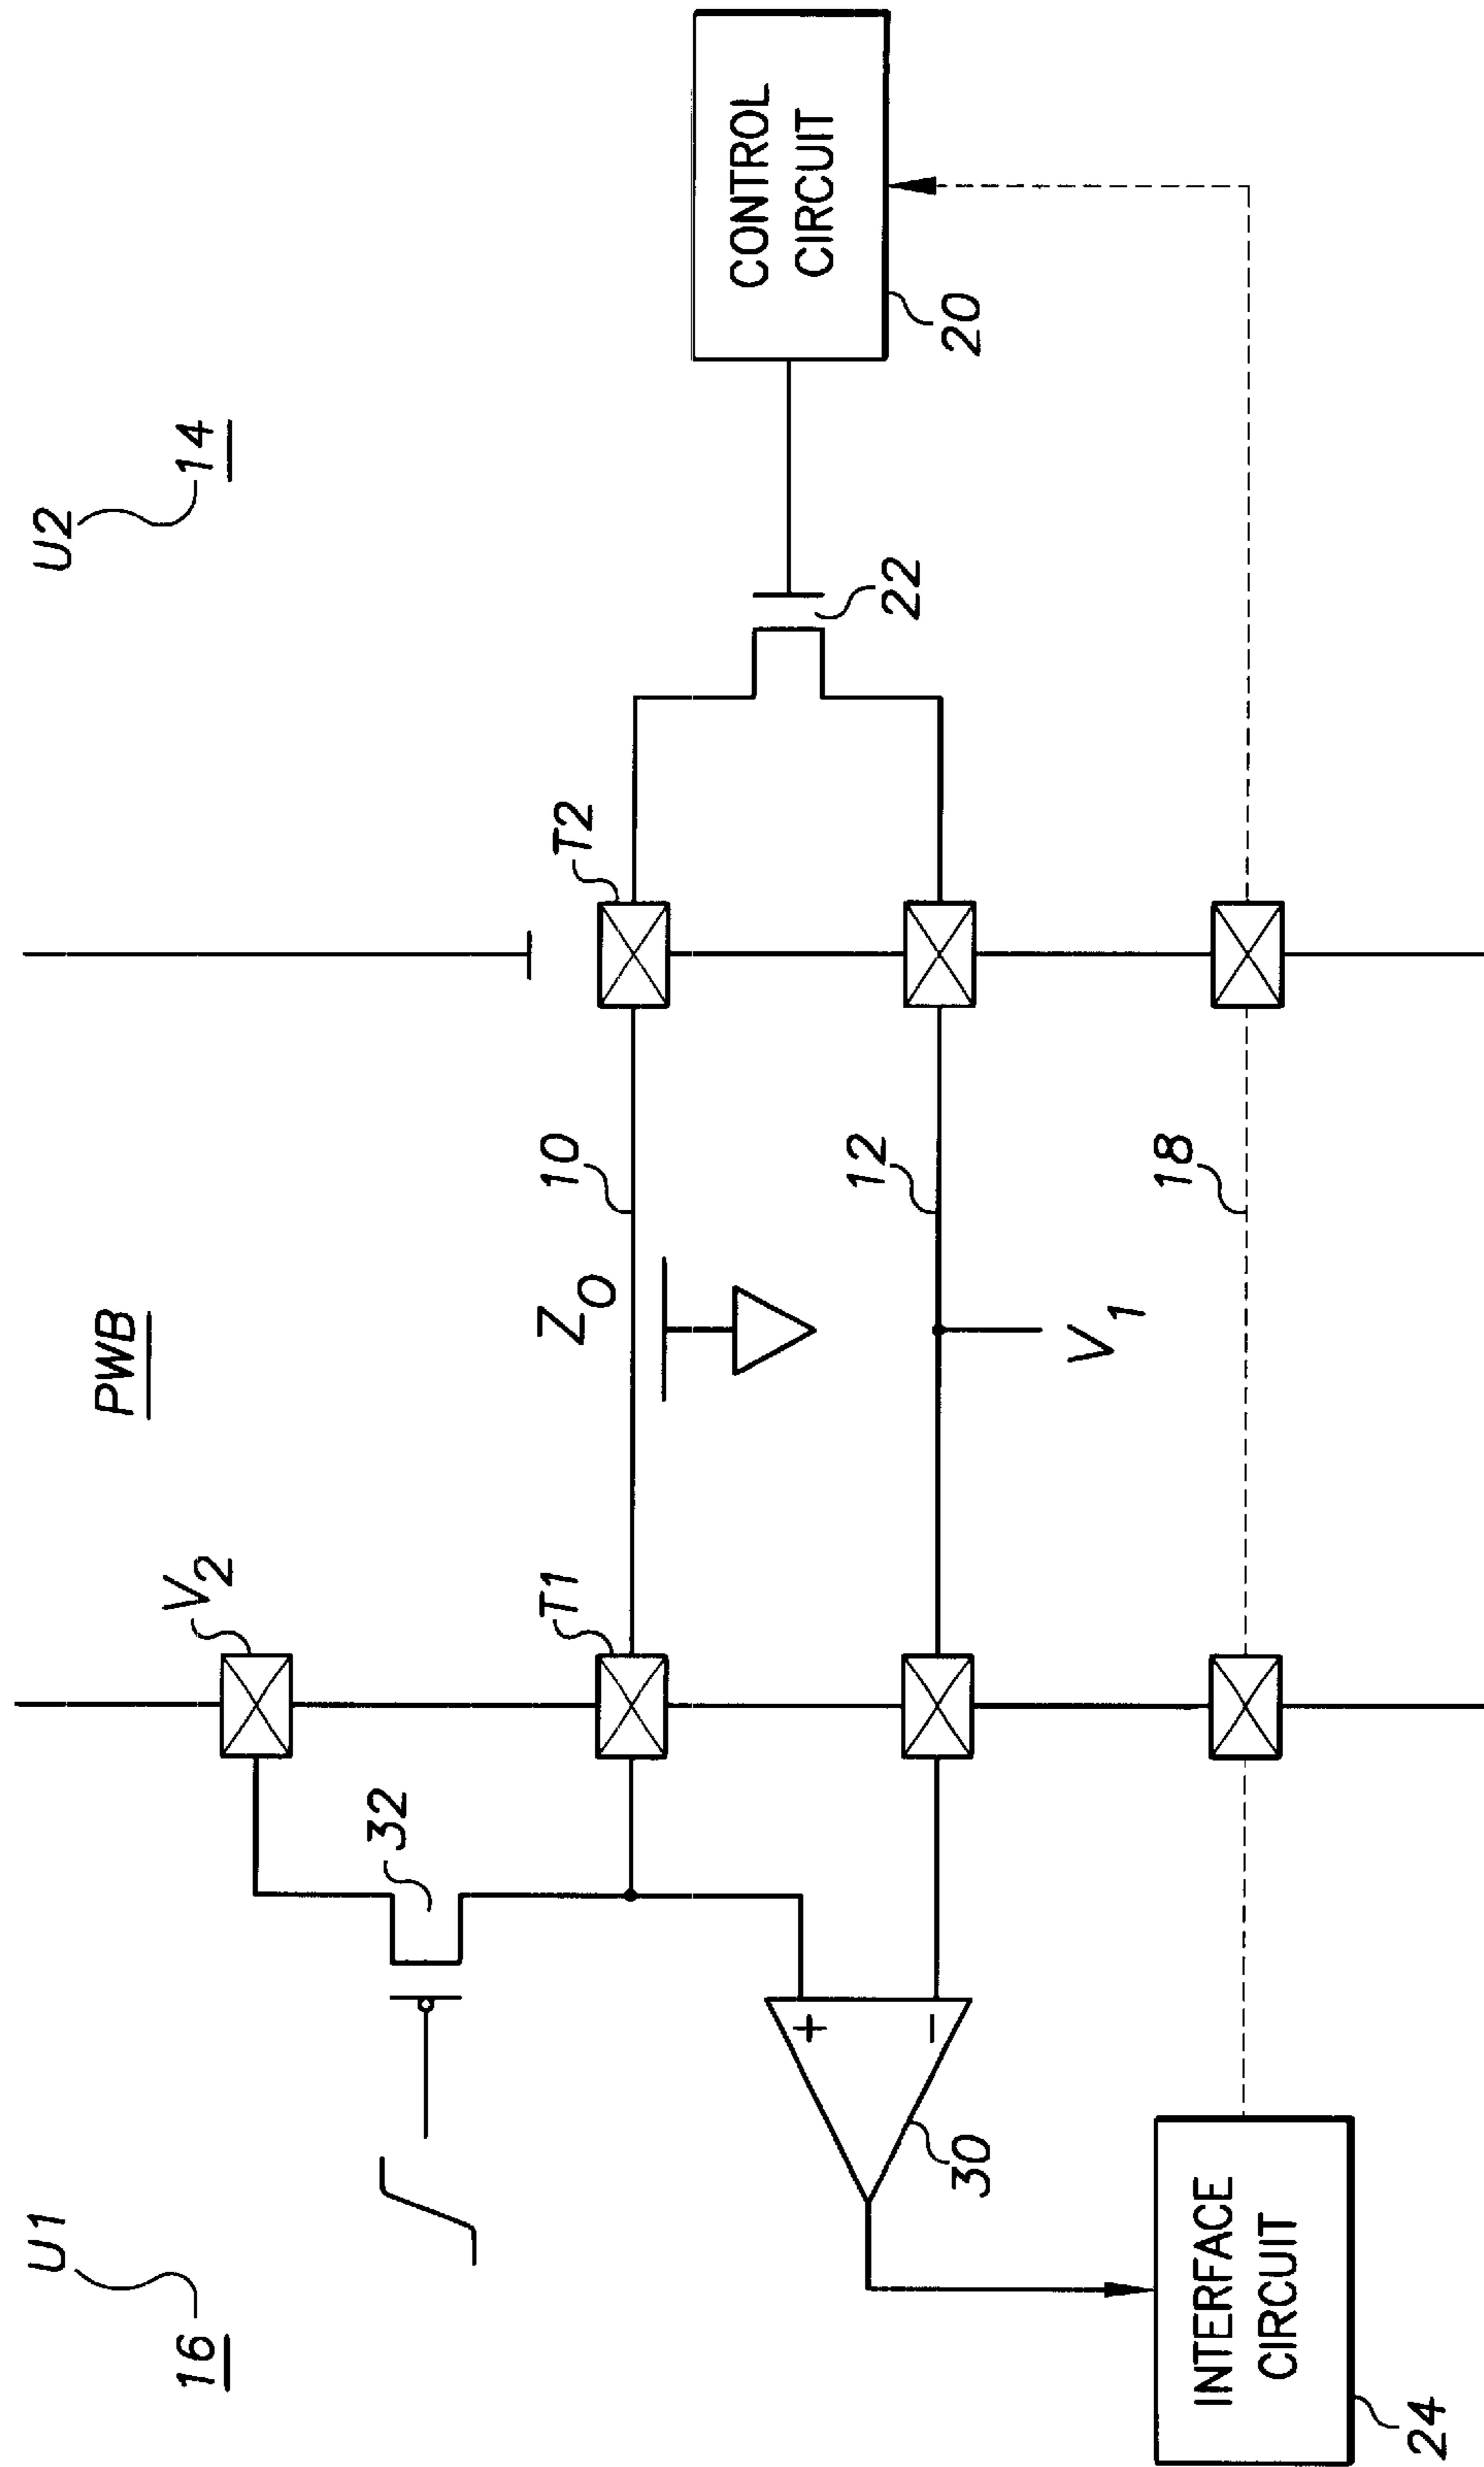 U1
16
PWB
U2
14
V2
32
T1
Z0
10
T2
22
CONTROL
CIRCUIT
20
+
−
30
12
V1
18
INTERFACE
CIRCUIT
24